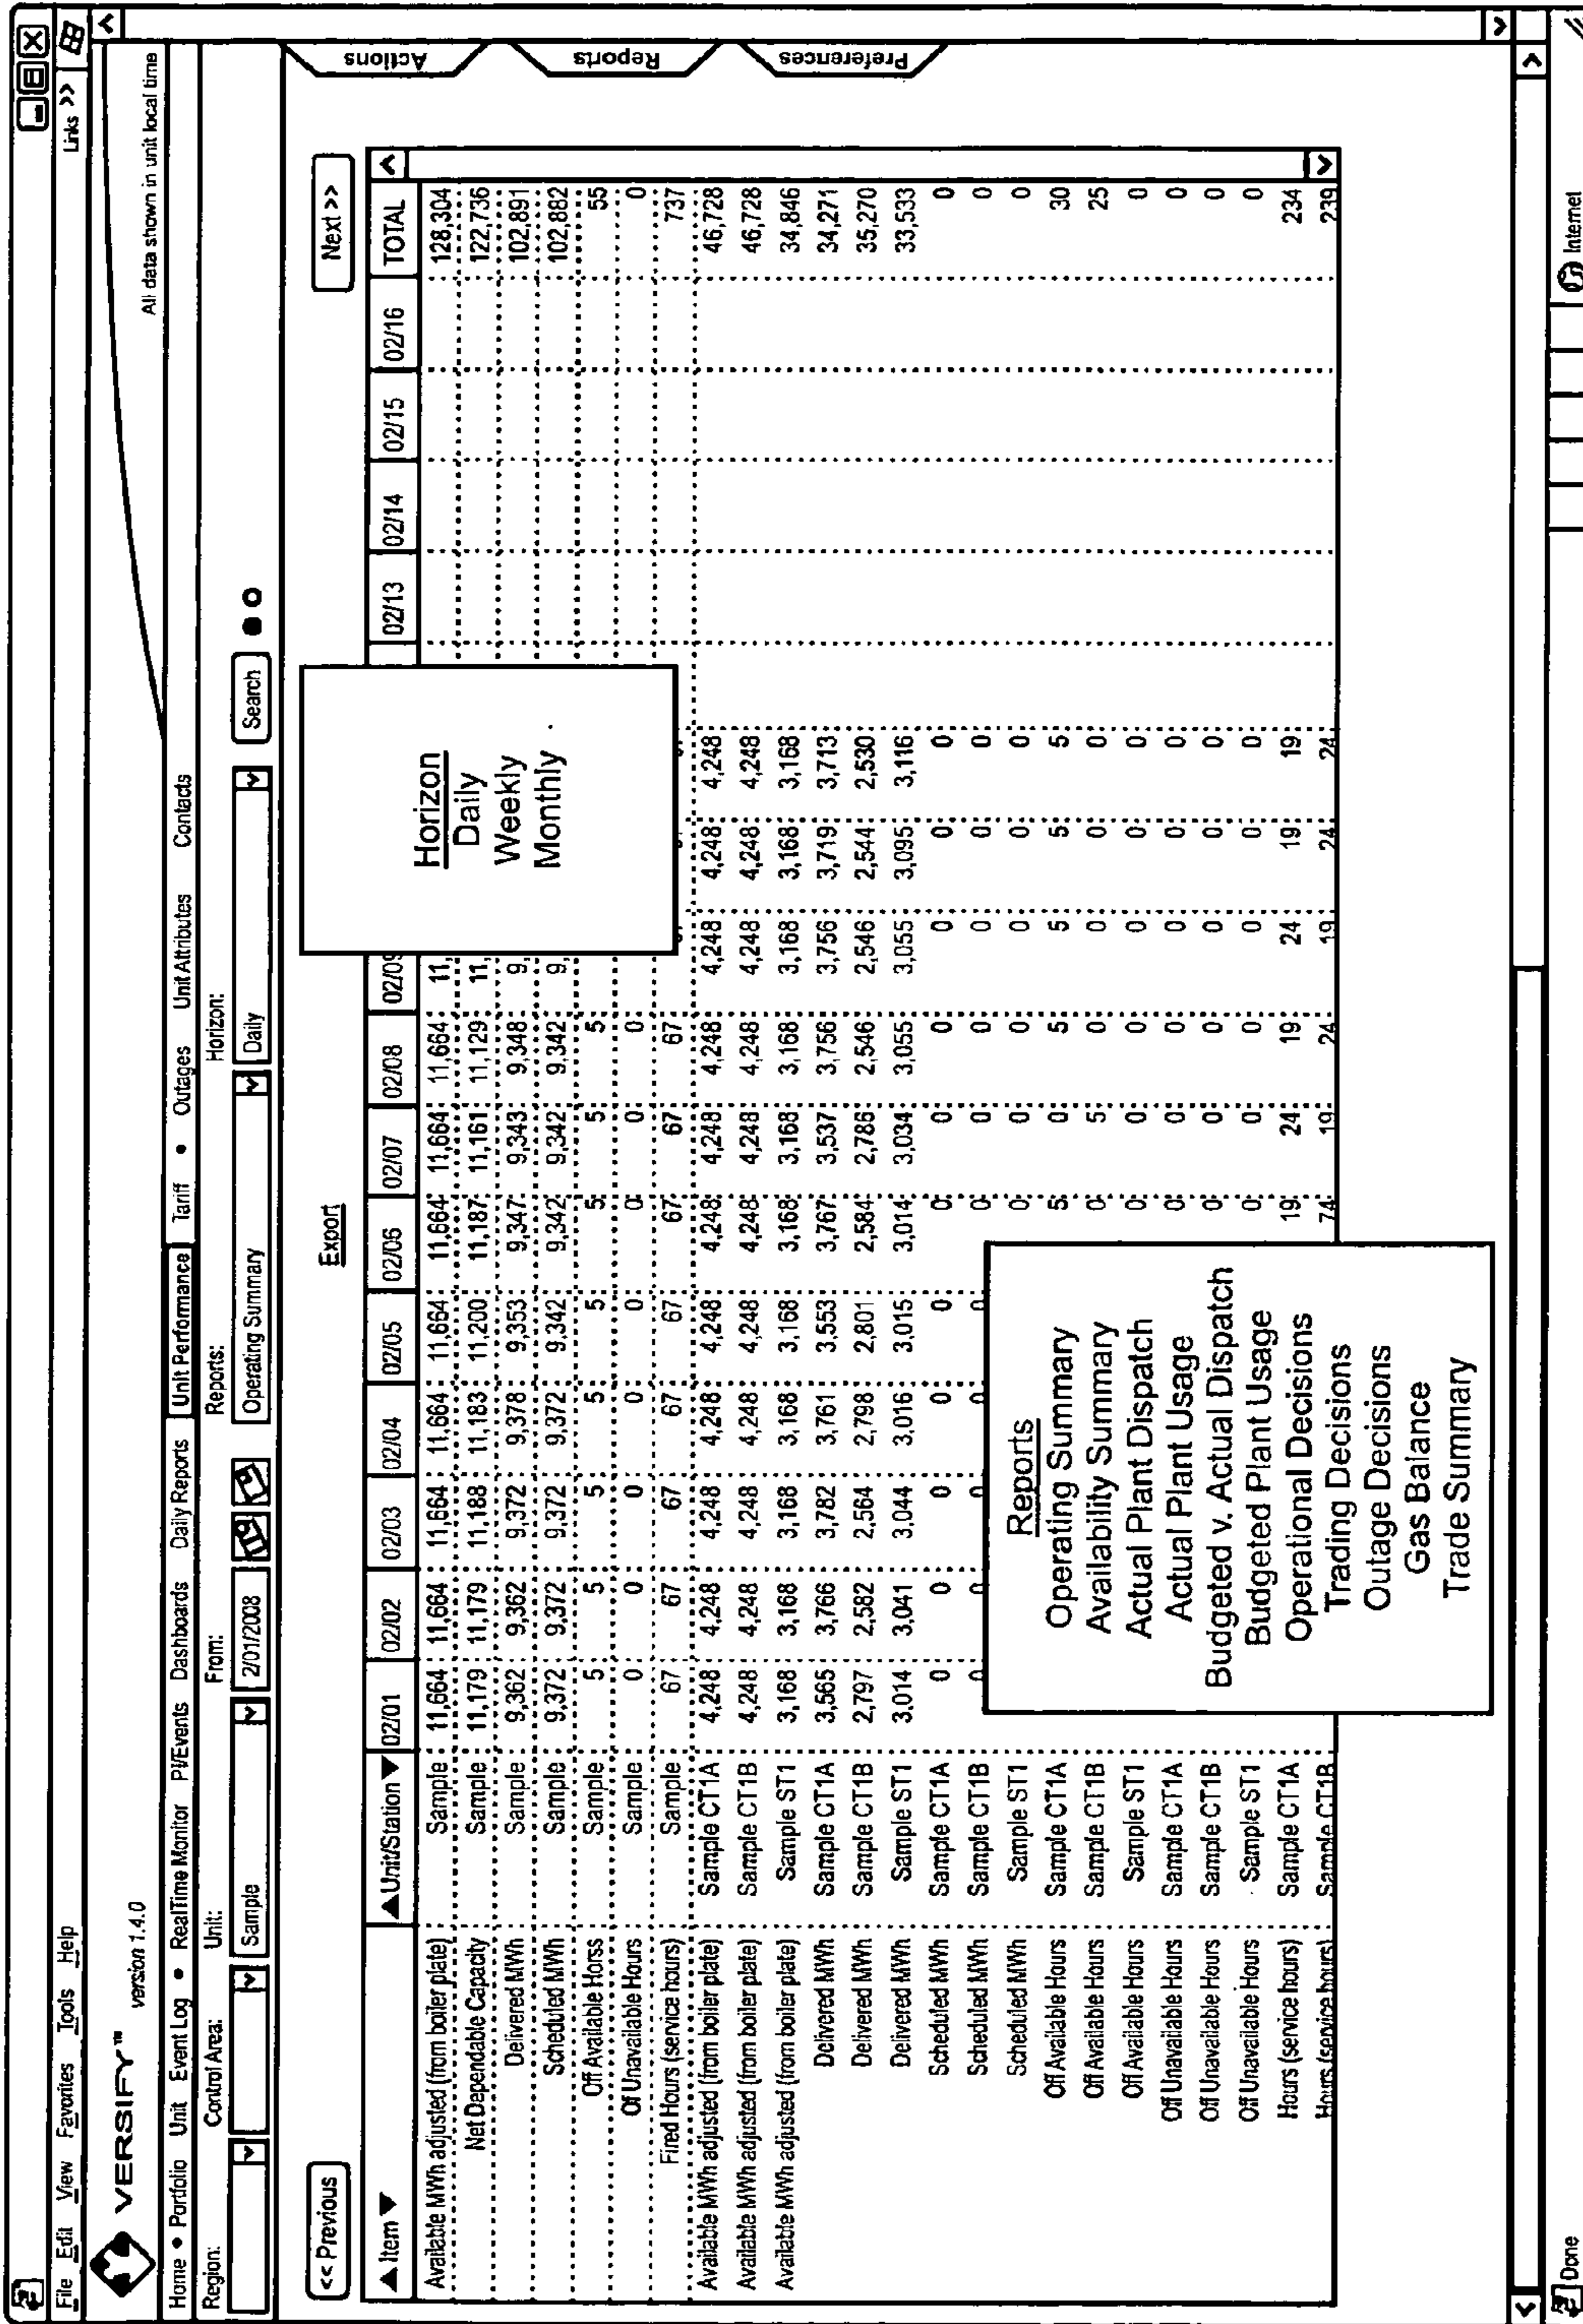 File Edit View Favorites Tools Help Links >>
VERSIFY™ version 1.4.0
All data shown in unit local time
Home • Portfolio Unit Event Log • RealTime Monitor PI/Events Dashboards Daily Reports Unit Performance Tariff • Outages Unit Attributes Contacts
Region: Control Area: Unit: From: Reports: Horizon:
Sample 2/01/2008 Operating Summary Daily Search
<< Previous Export Next >>
▲ Item ▼ ▲Unit/Station ▼ 02/01 02/02 02/03 02/04 02/05 02/06 02/07 02/08 02/09 02/13 02/14 02/15 02/16 TOTAL
Available MWh adjusted (from boiler plate) Sample 11,664 11,664 11,664 11,664 11,664 11,664 11,664 11,664 11, 128,304
Net Dependable Capacity Sample 11,179 11,179 11,188 11,183 11,200 11,187 11,161 11,129 11, 122,736
Delivered MWh Sample 9,362 9,362 9,372 9,378 9,353 9,347 9,343 9,348 9, 102,891
Scheduled MWh Sample 9,372 9,372 9,372 9,372 9,342 9,342 9,342 9,342 9, 102,882
Off Available Horss Sample 5 5 5 5 5 5 5 5 55
Off Unavailable Hours Sample 0 0 0 0 0 0 0 0 0
Fired Hours (service hours) Sample 67 67 67 67 67 67 67 67 737
Available MWh adjusted (from boiler plate) Sample CT1A 4,248 4,248 4,248 4,248 4,248 4,248 4,248 4,248 4,248 4,248 4,248 46,728
Available MWh adjusted (from boiler plate) Sample CT1B 4,248 4,248 4,248 4,248 4,248 4,248 4,248 4,248 4,248 4,248 4,248 46,728
Available MWh adjusted (from boiler plate) Sample ST1 3,168 3,168 3,168 3,168 3,168 3,168 3,168 3,168 3,168 3,168 3,168 34,846
Delivered MWh Sample CT1A 3,565 3,766 3,782 3,761 3,553 3,767 3,537 3,756 3,756 3,719 3,713 34,271
Delivered MWh Sample CT1B 2,797 2,582 2,564 2,798 2,801 2,584 2,786 2,546 2,546 2,544 2,530 35,270
Delivered MWh Sample ST1 3,014 3,041 3,044 3,016 3,015 3,014 3,034 3,055 3,055 3,095 3,116 33,533
Scheduled MWh Sample CT1A 0 0 0 0 0 0 0 0 0 0 0 0
Scheduled MWh Sample CT1B 0 0 0 0 0 0 0 0 0 0 0 0
Scheduled MWh Sample ST1 0 0 0 0 0 0 0
Off Available Hours Sample CT1A 5 0 5 5 5 5 30
Off Available Hours Sample CT1B 0 5 0 0 0 0 25
Off Available Hours Sample ST1 0 0 0 0 0 0 0
Off Unavailable Hours Sample CT1A 0 0 0 0 0 0 0
Off Unavailable Hours Sample CT1B 0 0 0 0 0 0 0
Off Unavailable Hours Sample ST1 0 0 0 0 0 0 0
Hours (service hours) Sample CT1A 19 24 19 24 19 19 234
Hours (service hours) Sample CT1B 74 19 24 19 24 24 239
Horizon
Daily
Weekly
Monthly
Reports
Operating Summary
Availability Summary
Actual Plant Dispatch
Actual Plant Usage
Budgeted v. Actual Dispatch
Budgeted Plant Usage
Operational Decisions
Trading Decisions
Outage Decisions
Gas Balance
Trade Summary
Actions
Reports
Preferences
Done Internet